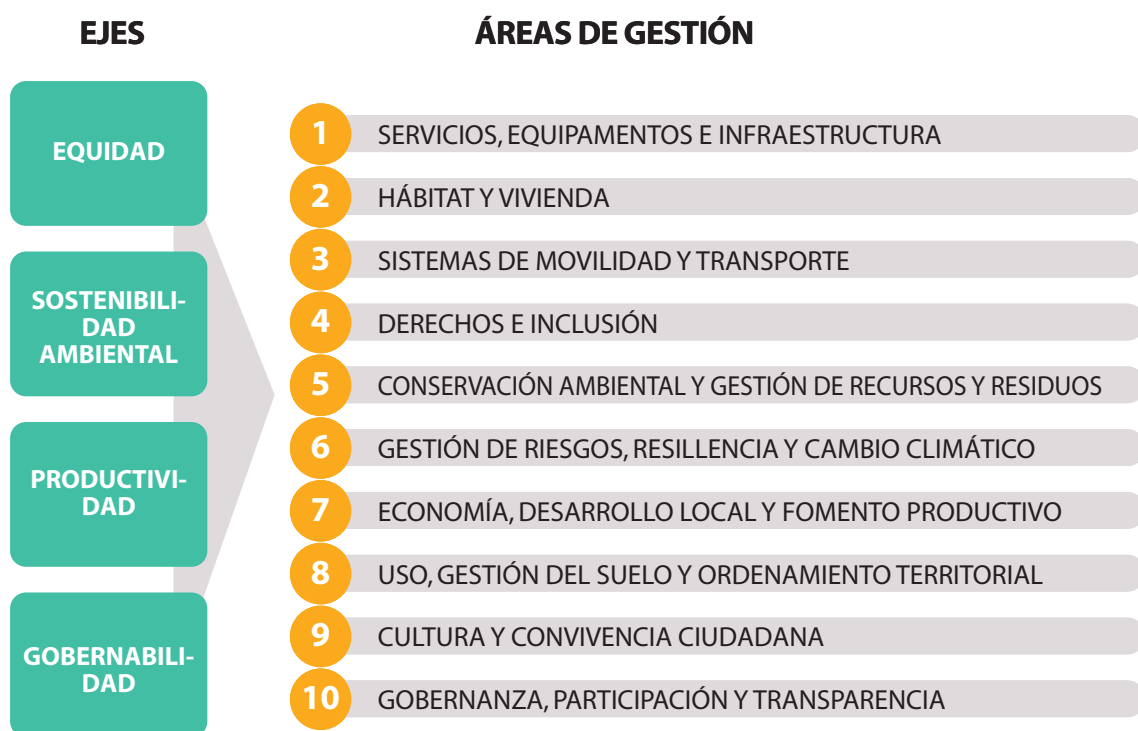 EJES
ÁREAS DE GESTIÓN
EQUIDAD
SOSTENIBILI-
DAD
AMBIENTAL
PRODUCTIVI-
DAD
GOBERNABILI-
DAD
1 SERVICIOS, EQUIPAMENTOS E INFRAESTRUCTURA
2 HÁBITAT Y VIVIENDA
3 SISTEMAS DE MOVILIDAD Y TRANSPORTE
4 DERECHOS E INCLUSIÓN
5 CONSERVACIÓN AMBIENTAL Y GESTIÓN DE RECURSOS Y RESIDUOS
6 GESTIÓN DE RIESGOS, RESILLENCIA Y CAMBIO CLIMÁTICO
7 ECONOMÍA, DESARROLLO LOCAL Y FOMENTO PRODUCTIVO
8 USO, GESTIÓN DEL SUELO Y ORDENAMIENTO TERRITORIAL
9 CULTURA Y CONVIVENCIA CIUDADANA
10 GOBERNANZA, PARTICIPACIÓN Y TRANSPARENCIA